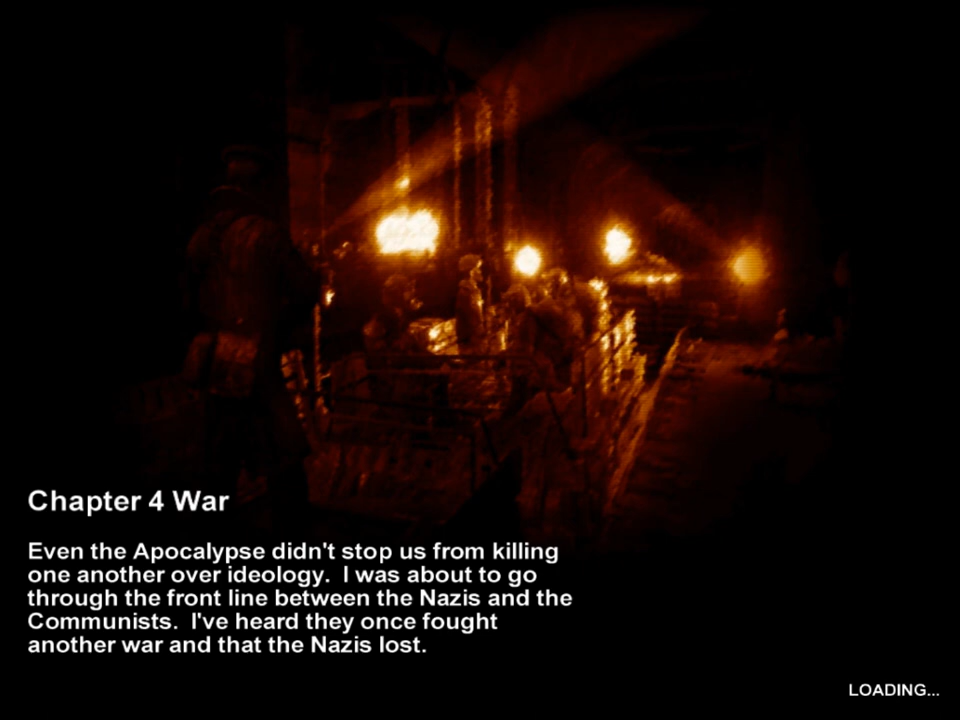 Chapter 4 War
Even the Apocalypse didn't stop us from killing
one another over ideology.  I was about to go
through the front line between the Nazis and the
Communists.  I've heard they once fought
another war and that the Nazis lost.
LOADING...